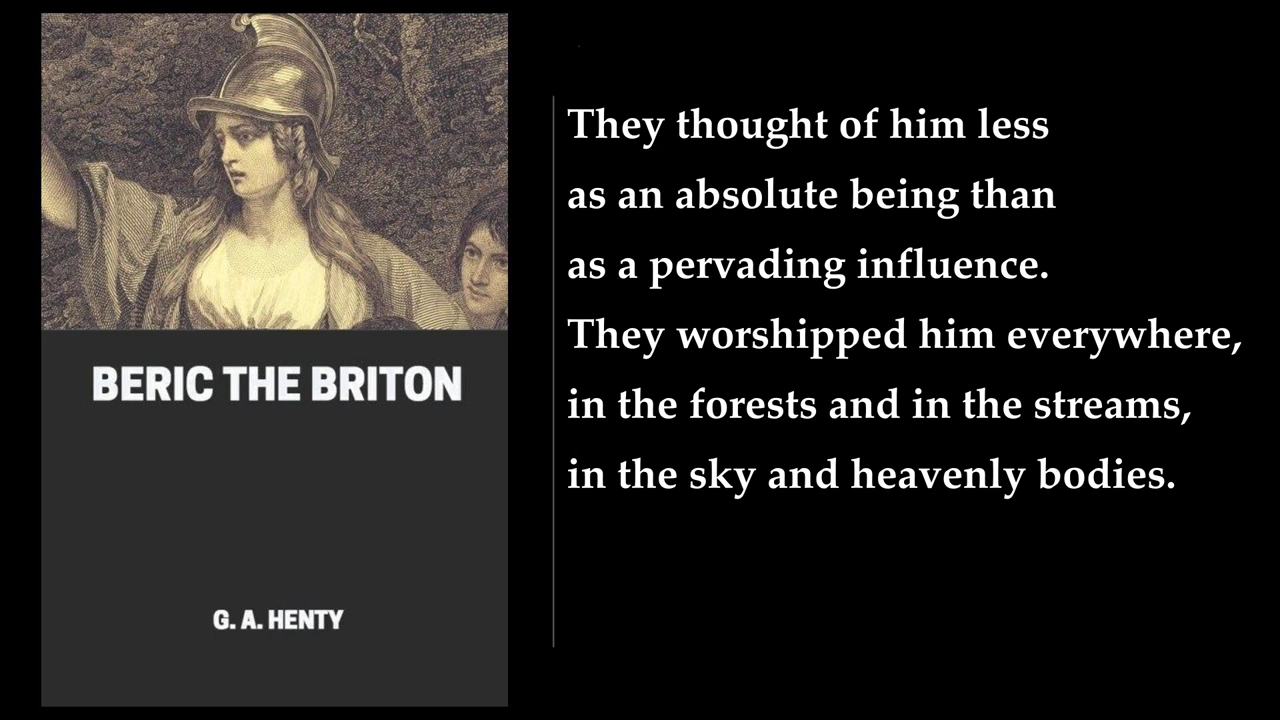 BERIC THE BRITON
G. A. HENTY
They thought of him less
as an absolute being than
as a pervading influence.
They worshipped him everywhere,
in the forests and in the streams,
in the sky and heavenly bodies.